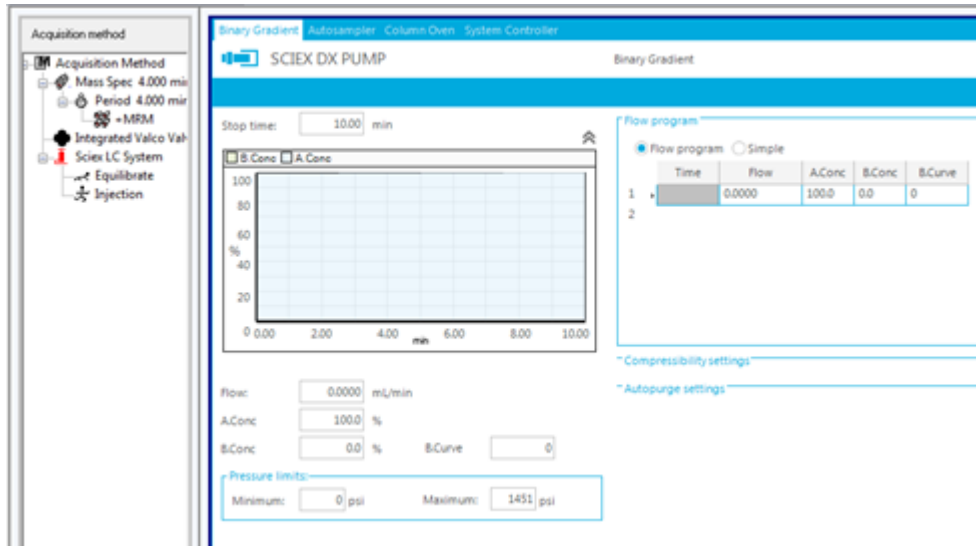 Acquisition method
Acquisition Method
Mass Spec 4.000 min
Period 4.000 min
+MRM
Integrated Valco Val
Sciex LC System
Equilibrate
Injection
Binary Gradient Autosampler Column Oven System Controller
SCIEX DX PUMP Binary Gradient
Stop time: 10.00 min
B.Conc A.Conc
100
80
60
%
40
20
0 0.00 2.00 4.00 6.00 8.00 10.00
min
Flow: 0.0000 mL/min
A.Conc 100.0 %
B.Conc 0.0 % B.Curve 0
Pressure limits:
Minimum: 0 psi Maximum: 1451 psi
Flow program
Flow program Simple
Time Flow A.Conc B.Conc B.Curve
1 0.0000 100.0 0.0 0
2
Compressibility settings
Autopurge settings